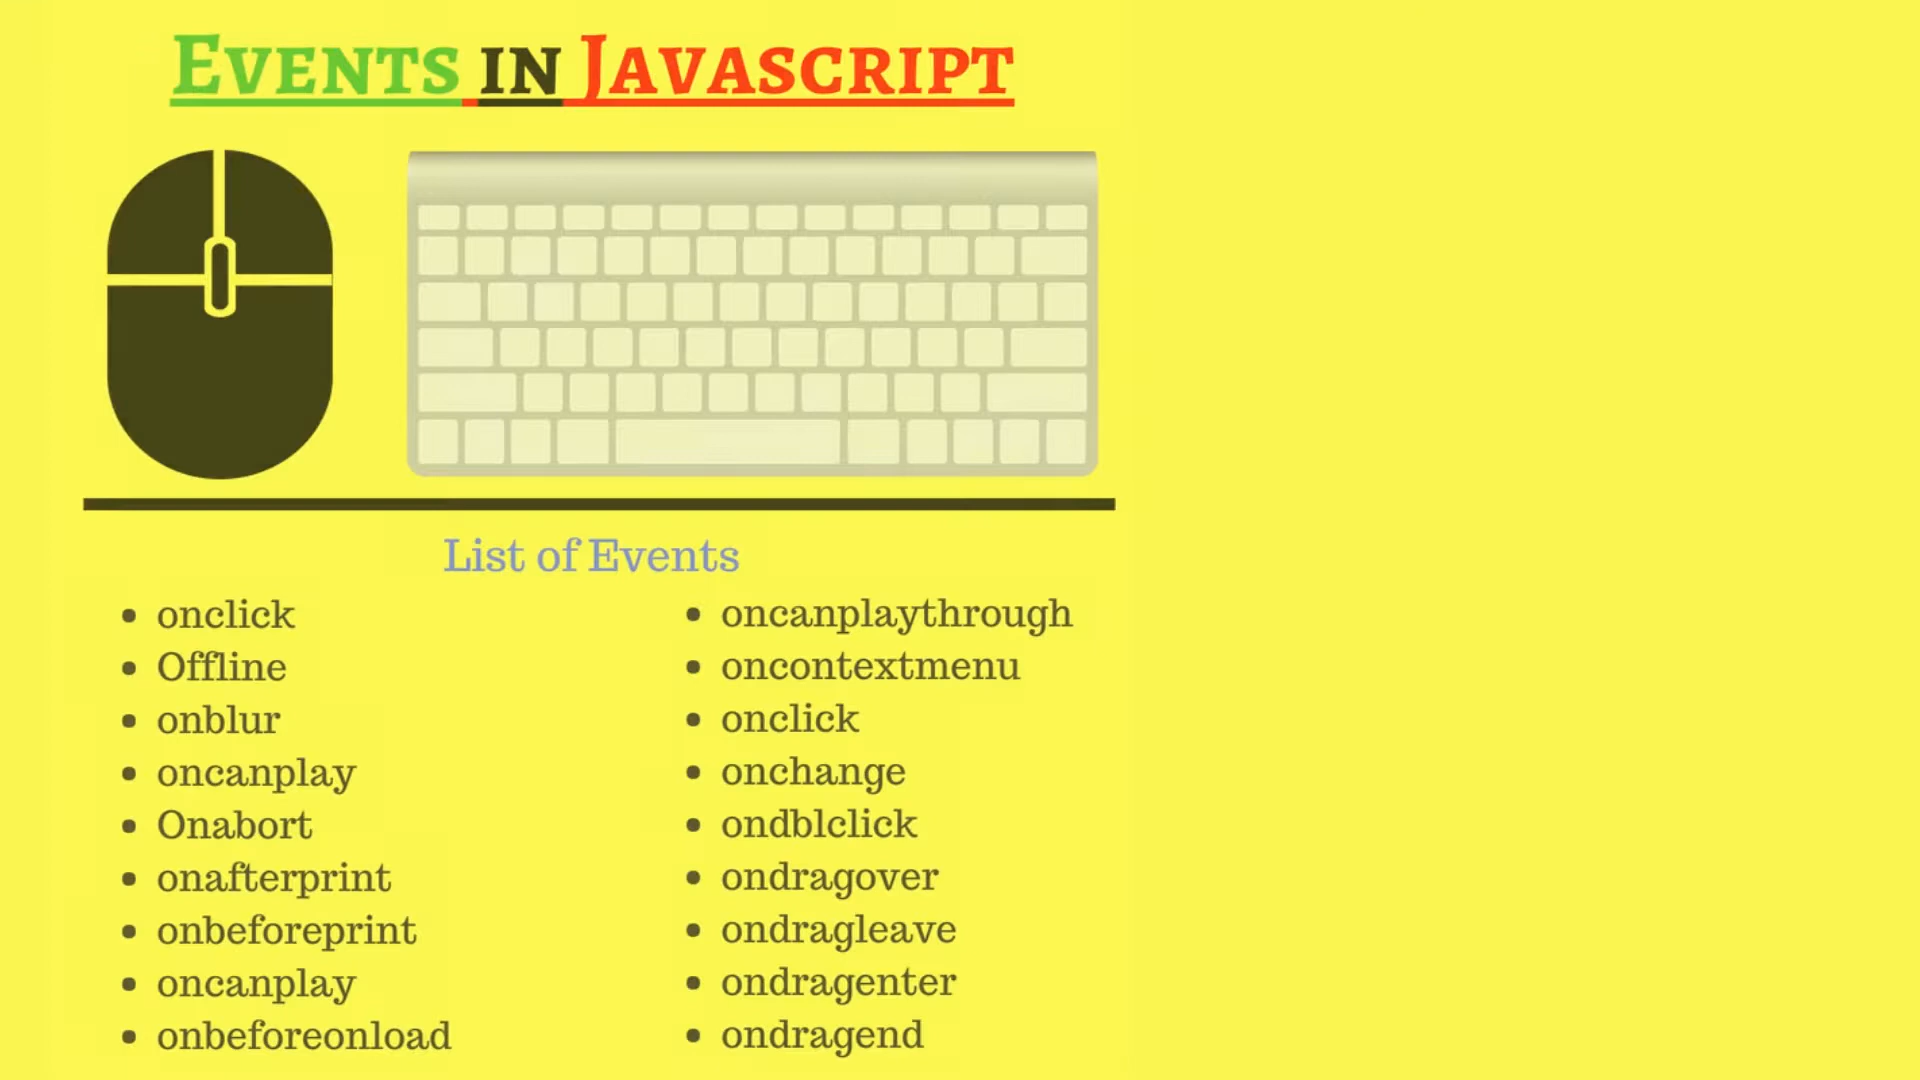 Events in Javascript
List of Events
onclick
Offline
onblur
oncanplay
Onabort
onafterprint
onbeforeprint
oncanplay
onbeforeonload
oncanplaythrough
oncontextmenu
onclick
onchange
ondblclick
ondragover
ondragleave
ondragenter
ondragend